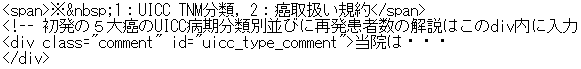 <span>※&nbsp;1：UICC TNM分類，2：癌取扱い規約</span>
<!-- 初発の５大癌のUICC病期分類別並びに再発患者数の解説はこのdiv内に入力
<div class="comment" id="uicc_type_comment">当院は・・・
</div>